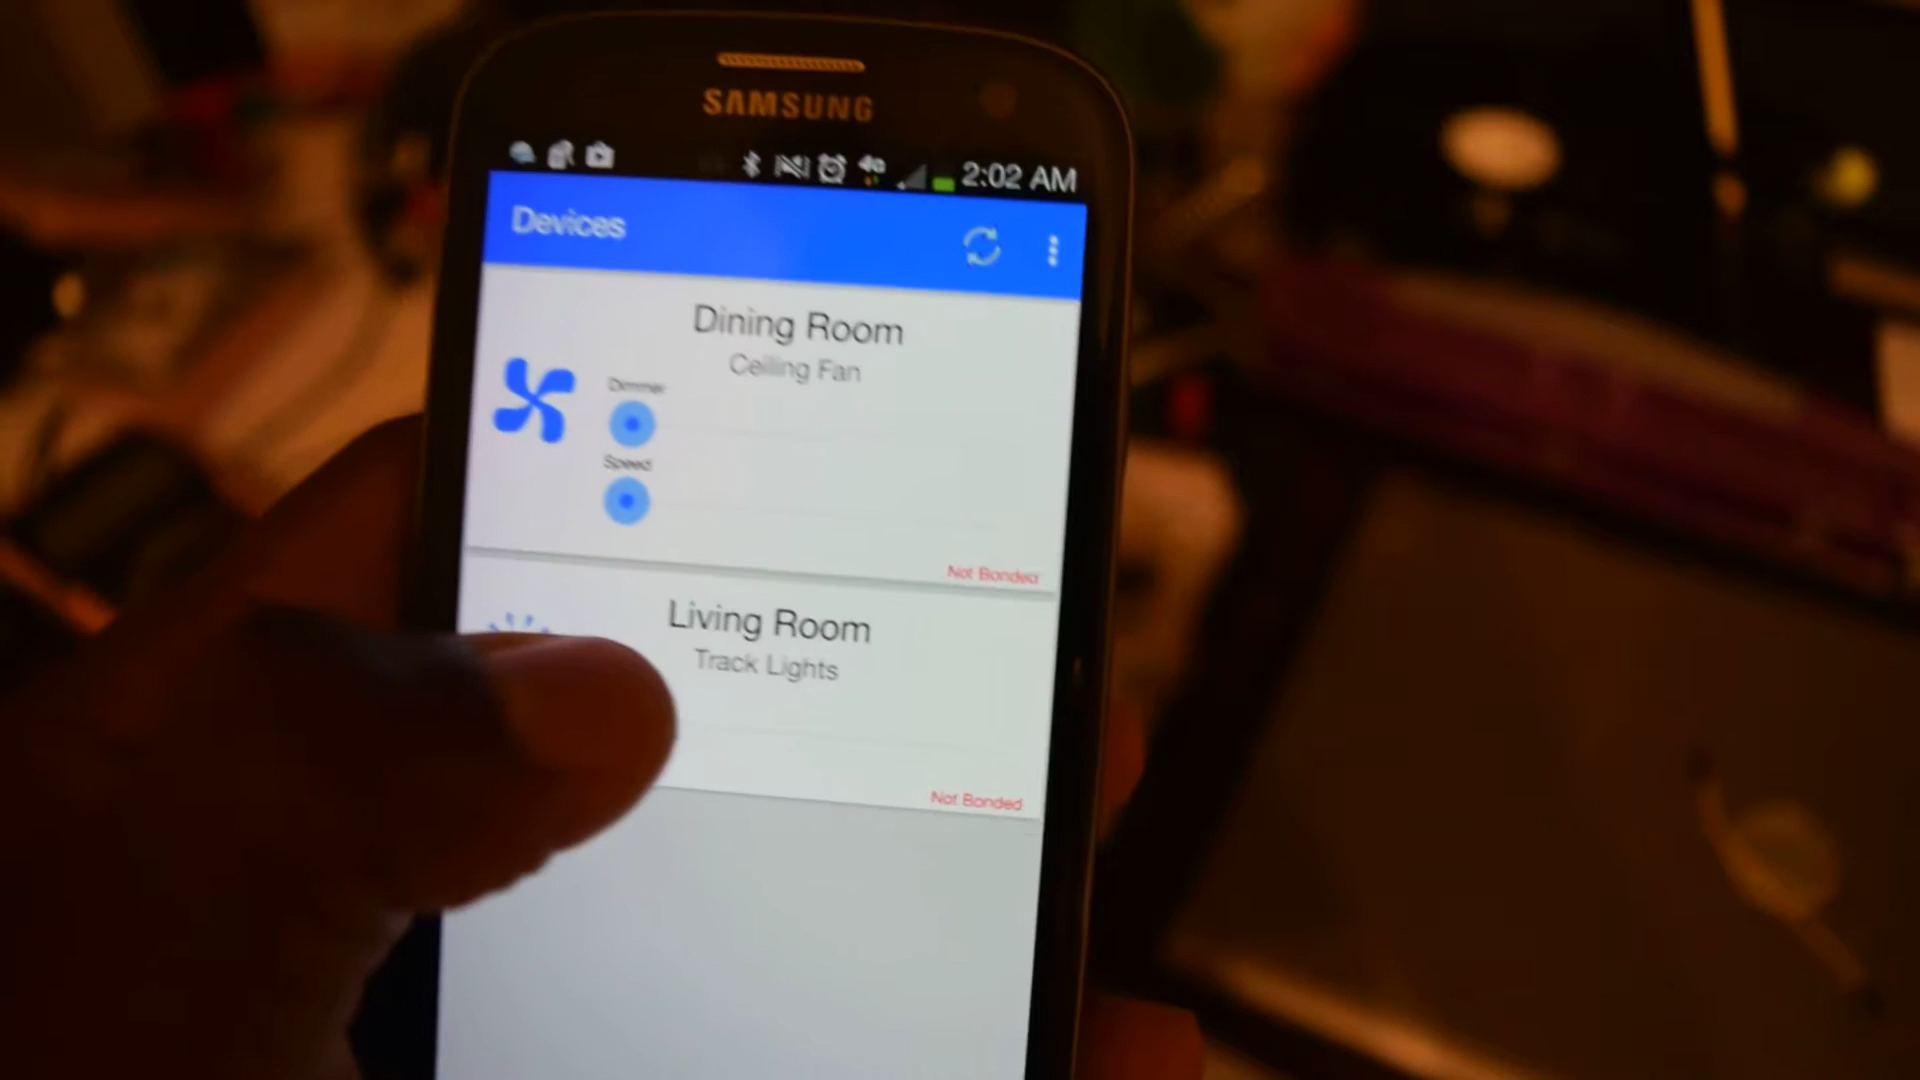 SAMSUNG
4G 2:02 AM
Devices
Dining Room
Ceiling Fan
Dimmer
Speed
Not Bonded
Living Room
Track Lights
Not Bonded